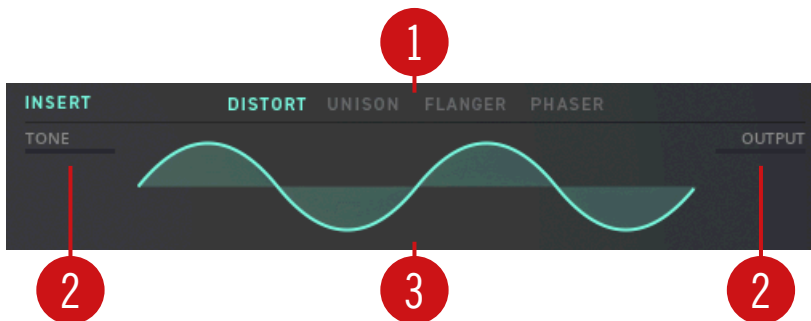 1
INSERT DISTORT UNISON FLANGER PHASER
TONE OUTPUT
2 3 2